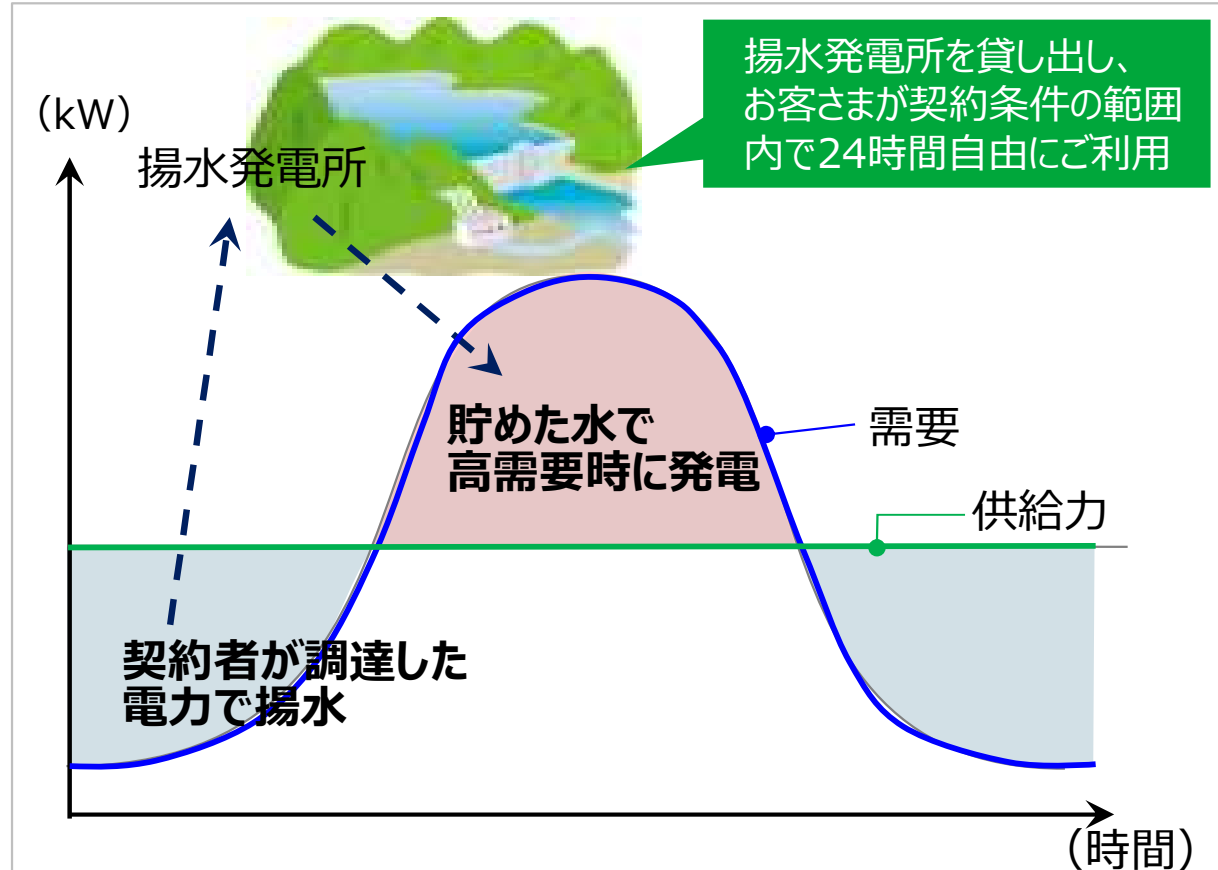 揚水発電所を貸し出し、
お客さまが契約条件の範囲
内で24時間自由にご利用
（kW）
揚水発電所
貯めた水で
高需要時に発電
需要
供給力
契約者が調達した
電力で揚水
（時間）